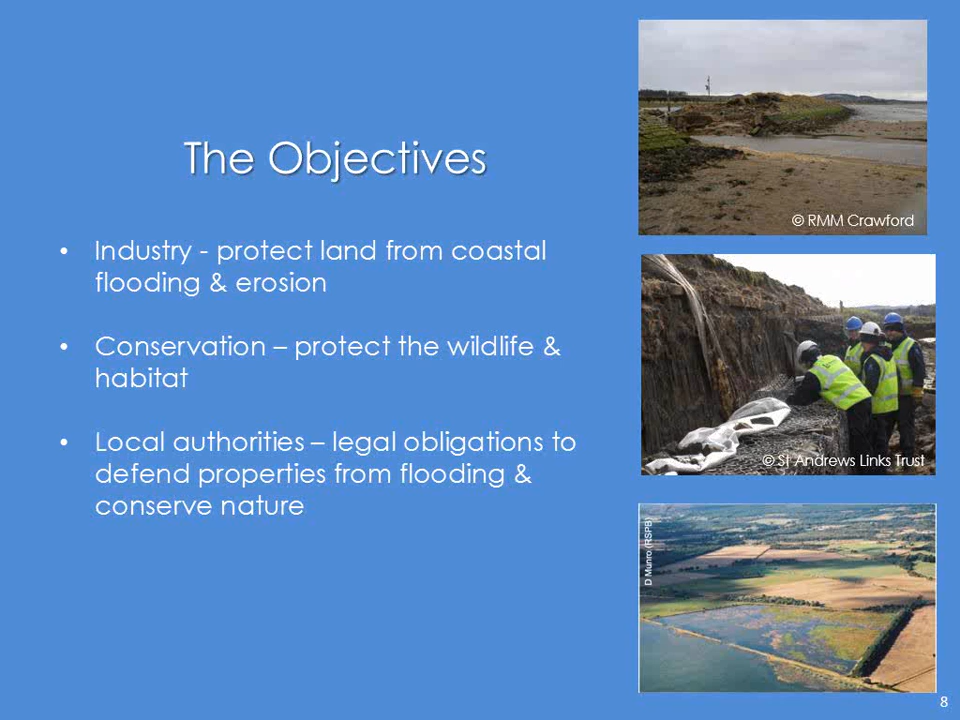 The Objectives
• Industry - protect land from coastal
flooding & erosion
• Conservation – protect the wildlife &
habitat
• Local authorities – legal obligations to
defend properties from flooding &
conserve nature
© RMM Crawford
© St Andrews Links Trust
D Munro (RSPB)
8